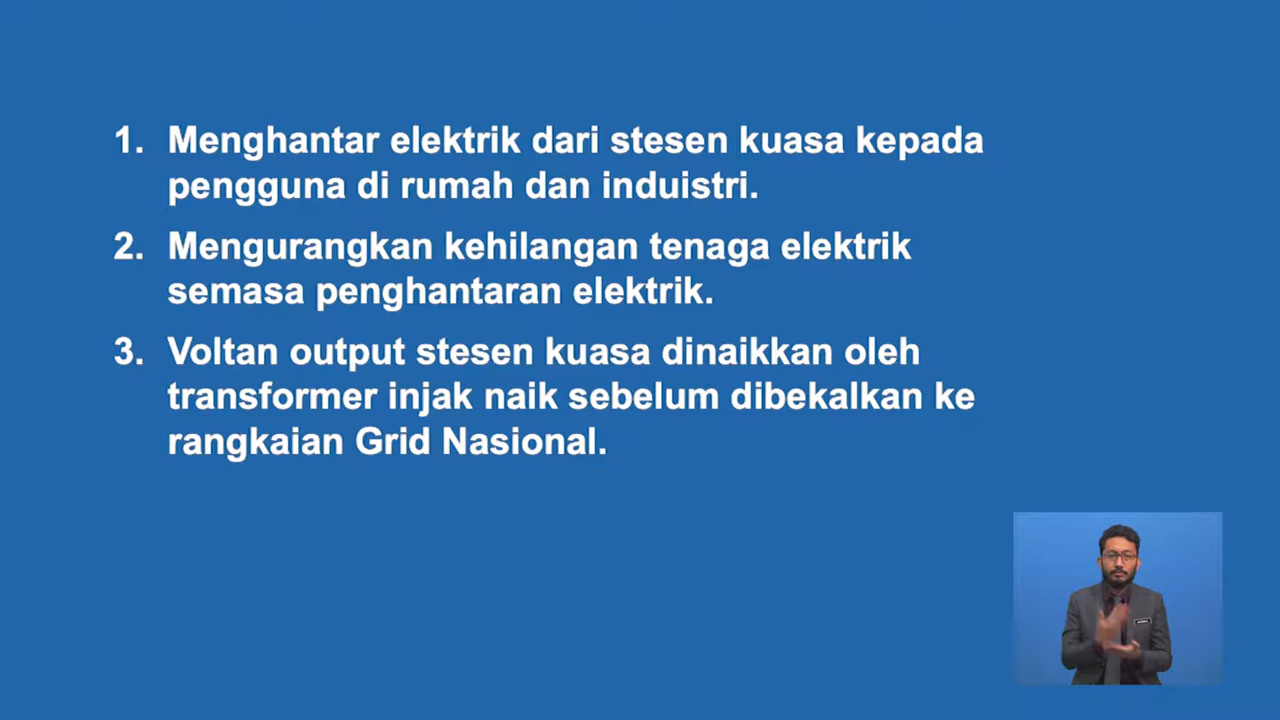 1. Menghantar elektrik dari stesen kuasa kepada
pengguna di rumah dan induistri.
2. Mengurangkan kehilangan tenaga elektrik
semasa penghantaran elektrik.
3. Voltan output stesen kuasa dinaikkan oleh
transformer injak naik sebelum dibekalkan ke
rangkaian Grid Nasional.